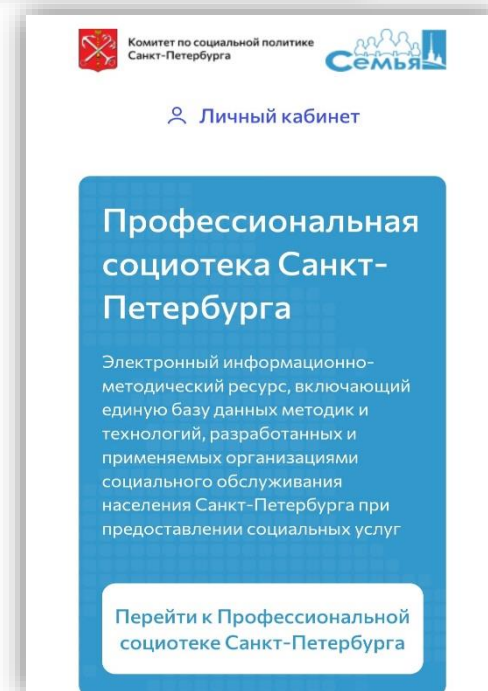 Комитет по социальной политике
Санкт-Петербурга
Семья
Личный кабинет
Профессиональная
социотека Санкт-
Петербурга
Электронный информационно-
методический ресурс, включающий
единую базу данных методик и
технологий, разработанных и
применяемых организациями
социального обслуживания
населения Санкт-Петербурга при
предоставлении социальных услуг
Перейти к Профессиональной
социотеке Санкт-Петербурга